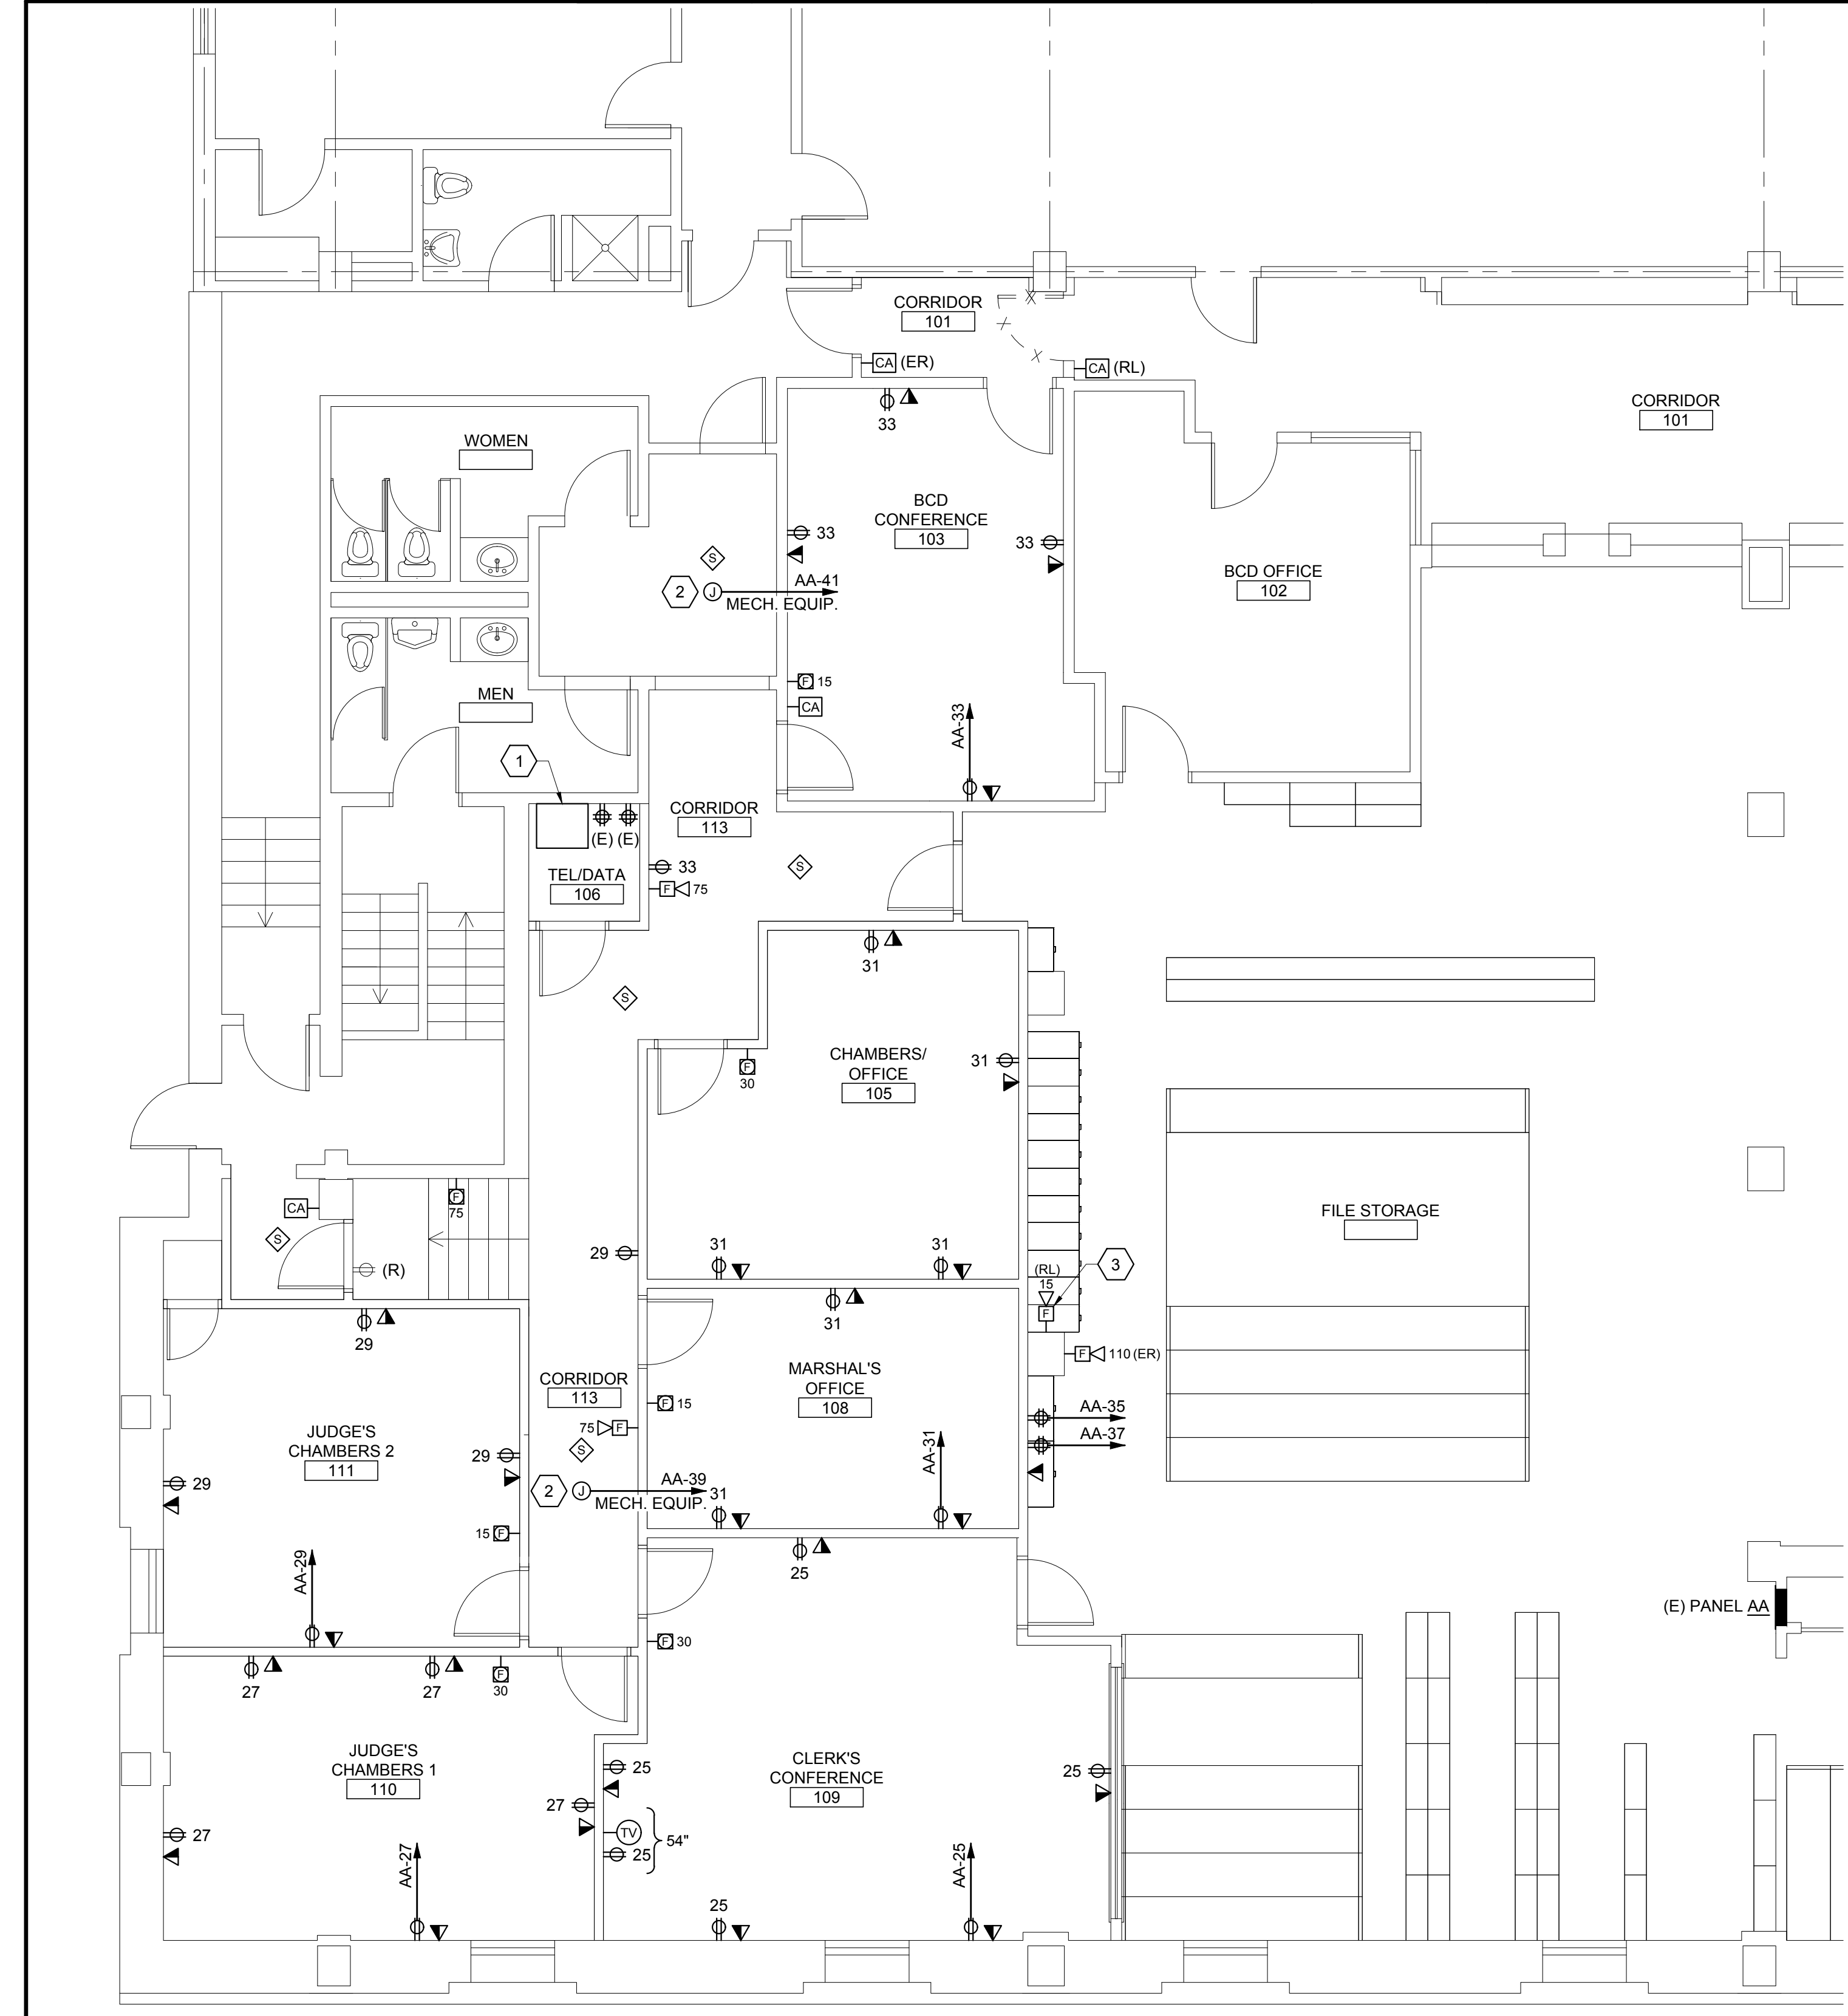 CORRIDOR
101
CA (ER)
CA (RL)
33
CORRIDOR
101
WOMEN
BCD
CONFERENCE
103
33
33
S
BCD OFFICE
102
2
J
AA-41
MECH. EQUIP.
F 15
CA
MEN
AA-33
1
CORRIDOR
113
(E) (E)
33
S
TEL/DATA
106
F 75
31
S
CHAMBERS/
OFFICE
105
31
F
30
CA
F
75
S
29
31
31
(R)
(RL)
15
F
3
FILE STORAGE
29
31
F 110 (ER)
MARSHAL'S
OFFICE
108
CORRIDOR
113
F 15
AA-35
75 F
AA-37
JUDGE'S
CHAMBERS 2
111
S
29
29
AA-31
2
J
AA-39
MECH. EQUIP.
31
15 F
AA-29
25
(E) PANEL AA
F 30
27
27
F
30
JUDGE'S
CHAMBERS 1
110
CLERK'S
CONFERENCE
109
25
25
27
27
TV
54"
25
AA-27
AA-25
25